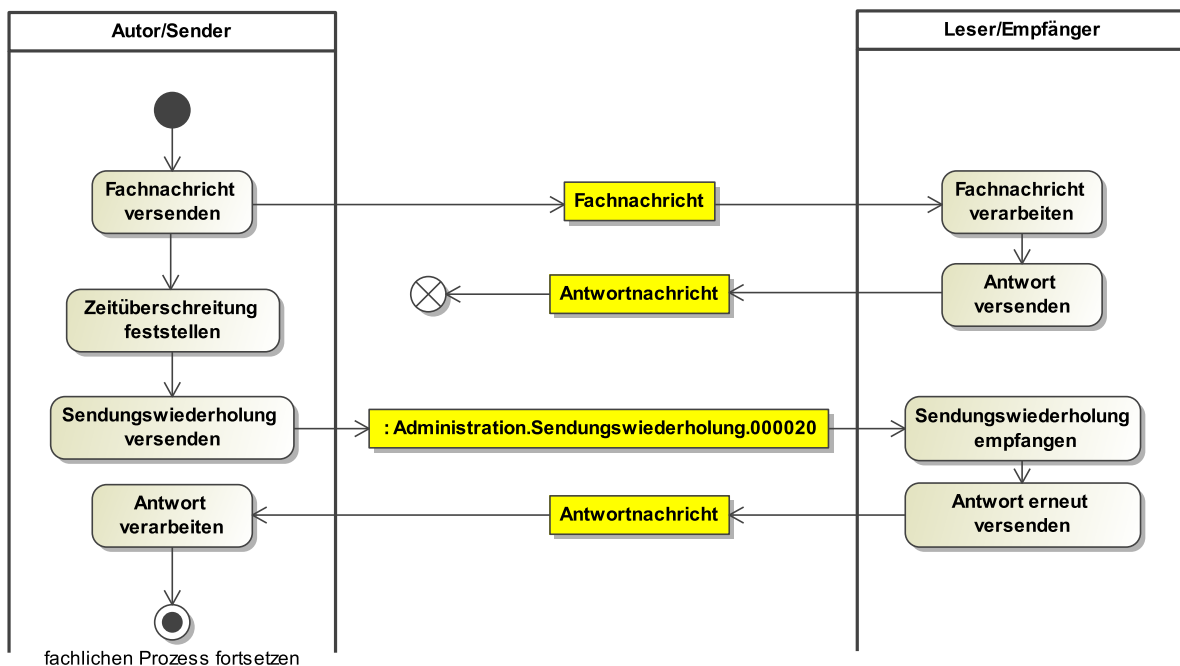 Autor/Sender
Leser/Empfänger
Fachnachricht
versenden
Fachnachricht
Fachnachricht
verarbeiten
Zeitüberschreitung
feststellen
Antwortnachricht
Antwort
versenden
Sendungswiederholung
versenden
: Administration.Sendungswiederholung.000020
Sendungswiederholung
empfangen
Antwort
verarbeiten
Antwortnachricht
Antwort erneut
versenden
fachlichen Prozess fortsetzen